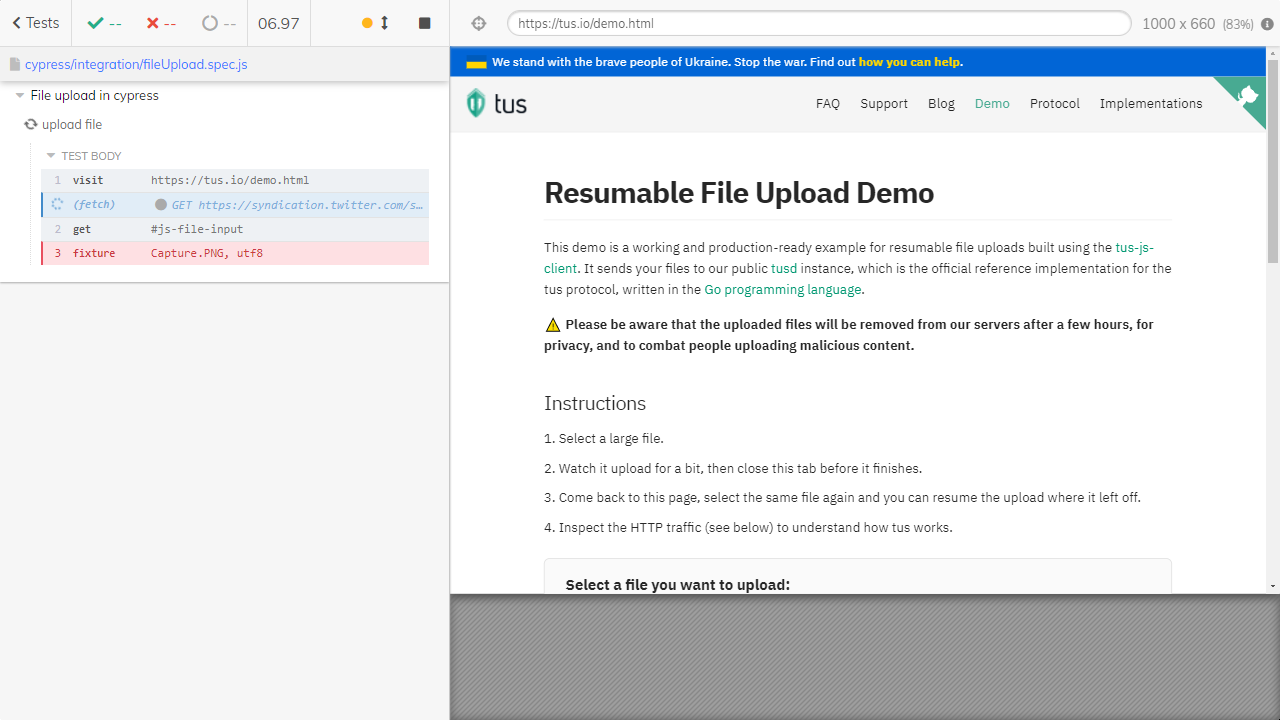 Tests -- -- -- 06.97
https://tus.io/demo.html 1000 x 660 (83%)
cypress/integration/fileUpload.spec.js
File upload in cypress
upload file
TEST BODY
1 visit https://tus.io/demo.html
(fetch) GET https://syndication.twitter.com/s...
2 get #js-file-input
3 fixture Capture.PNG, utf8
We stand with the brave people of Ukraine. Stop the war. Find out how you can help.
tus FAQ Support Blog Demo Protocol Implementations
Resumable File Upload Demo
This demo is a working and production-ready example for resumable file uploads built using the tus-js-
client. It sends your files to our public tusd instance, which is the official reference implementation for the
tus protocol, written in the Go programming language.
Please be aware that the uploaded files will be removed from our servers after a few hours, for
privacy, and to combat people uploading malicious content.
Instructions
1. Select a large file.
2. Watch it upload for a bit, then close this tab before it finishes.
3. Come back to this page, select the same file again and you can resume the upload where it left off.
4. Inspect the HTTP traffic (see below) to understand how tus works.
Select a file you want to upload: